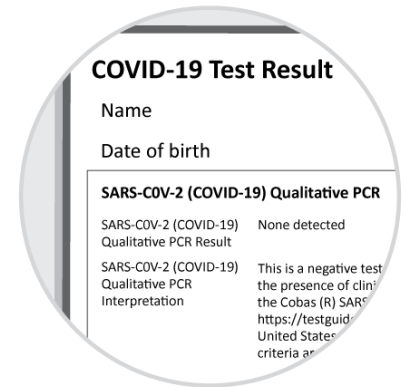 COVID-19 Test Result
Name
Date of birth
SARS-C0V-2 (COVID-19) Qualitative PCR
SARS-C0V-2 (COVID-19)
Qualitative PCR Result
None detected
SARS-C0V-2 (COVID-19)
Qualitative PCR
Interpretation
This is a negative test
the presence of clini
the Cobas (R) SARS
https://testguid
United States
criteria ar